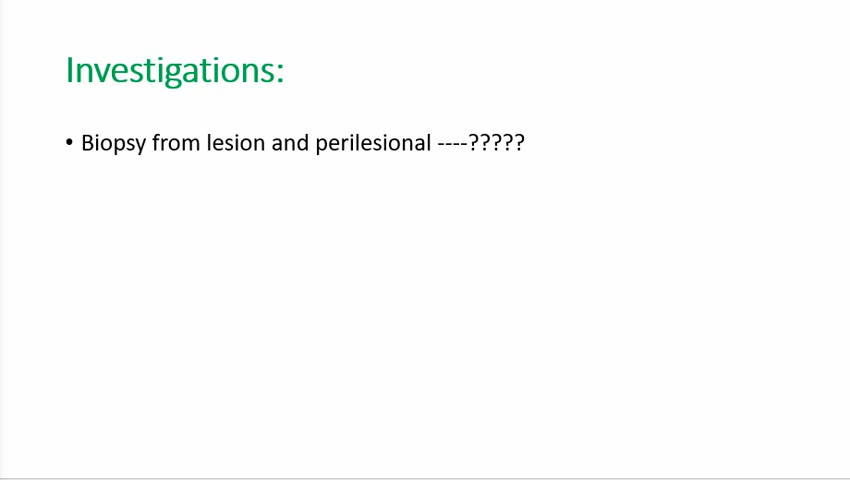 Investigations:
• Biopsy from lesion and perilesional ----?????